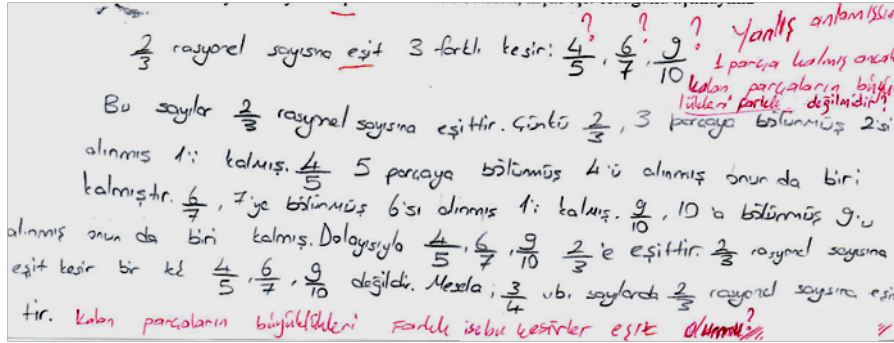 2/3 rasyonel sayısına eşit 3 farklı kesir: 4/5, 6/7, 9/10
? ? ? Yanlış anlamışsın
1 parça kalmış ancak
kalan parçaların büyük
lükleri farklı değilmidir?
Bu sayılar 2/3 rasyonel sayısına eşittir. Çünkü 2/3, 3 parçaya bölünmüş 2'si
alınmış 1'i kalmış. 4/5 5 parçaya bölünmüş 4'ü alınmış onun da biri
kalmıştır. 6/7, 7'ye bölünmüş 6'sı alınmış 1'i kalmış. 9/10, 10'a bölünmüş 9'u
alınmış onun da biri kalmış. Dolayısıyla 4/5, 6/7, 9/10 2/3'e eşittir. 2/3 rasyonel sayısına
eşit kesir bir tek 4/5, 6/7, 9/10 değildir. Mesela; 3/4 vb. sayılarda 2/3 rasyonel sayısına eşit
tir. Kalan parçaların büyüklükleri farklı ise bu kesirler eşit ?